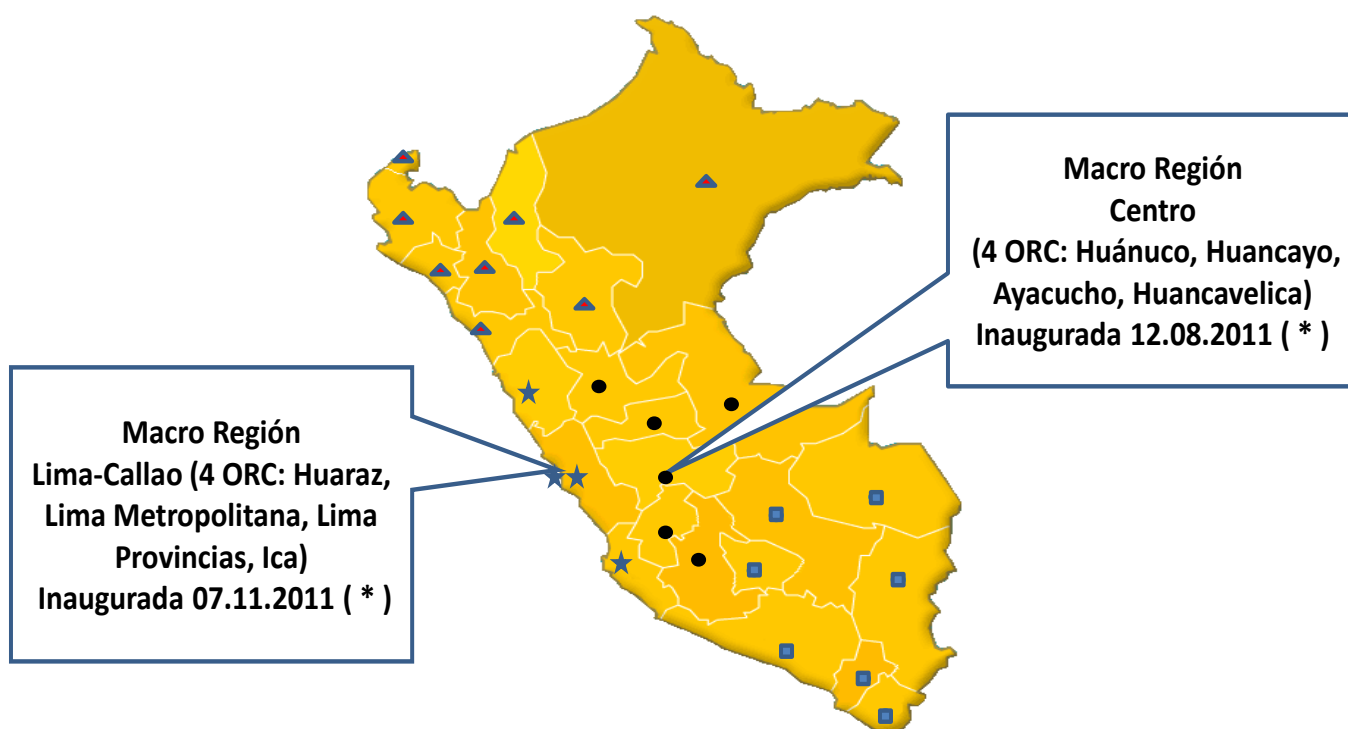 Macro Región
Centro
(4 ORC: Huánuco, Huancayo,
Ayacucho, Huancavelica)
Inaugurada 12.08.2011 ( * )
Macro Región
Lima-Callao (4 ORC: Huaraz,
Lima Metropolitana, Lima
Provincias, Ica)
Inaugurada 07.11.2011 ( * )